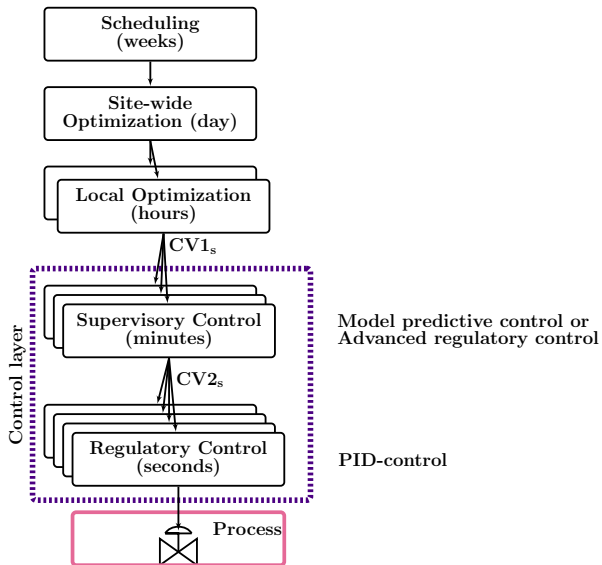 Scheduling
(weeks)
Site-wide
Optimization (day)
Local Optimization
(hours)
CV1s
Control layer
Supervisory Control
(minutes)
Model predictive control or
Advanced regulatory control
CV2s
Regulatory Control
(seconds)
PID-control
Process